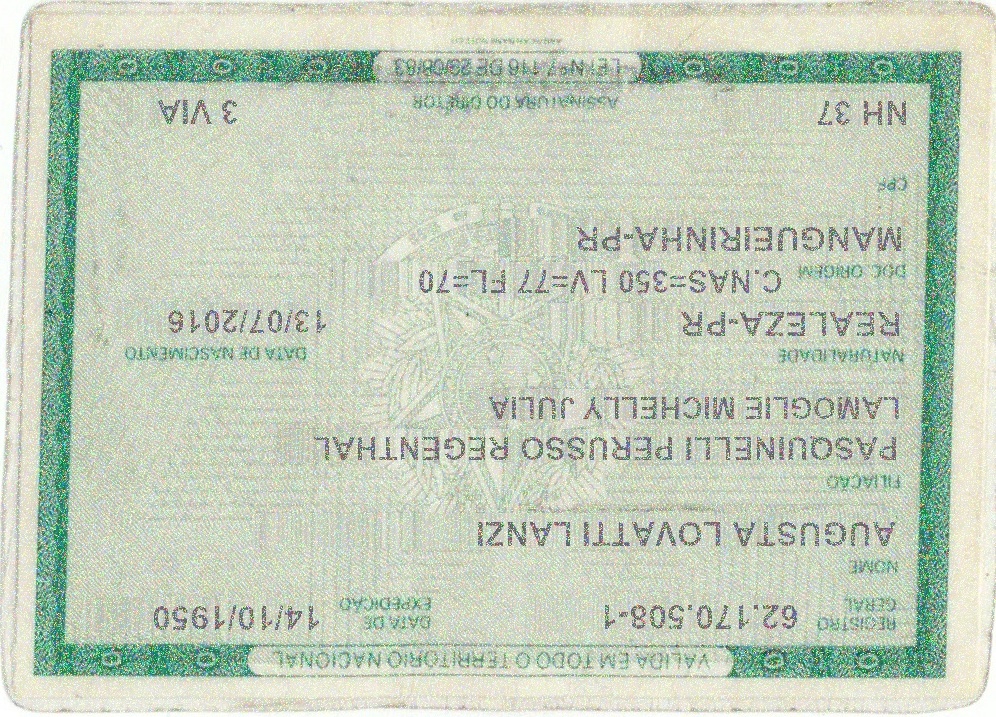 VALIDA EM TODO O TERRITÓRIO NACIONAL
REGISTRO GERAL 62.170.508-1 DATA DE EXPEDIÇÃO 14/10/1950
NOME
AUGUSTA LOVATTI LANZI
FILIAÇÃO
PASQUINELLI PERUSSO REGENTHAL
LAMOGLIE MICHELLY JULIA
NATURALIDADE DATA DE NASCIMENTO
REALEZA-PR 13/07/2016
DOC. ORIGEM C.NAS=350 LV=77 FL=70
MANGUEIRINHA-PR
CPF
NH 37 3 VIA
ASSINATURA DO DIRETOR
LEI Nº 7.116 DE 29/08/83